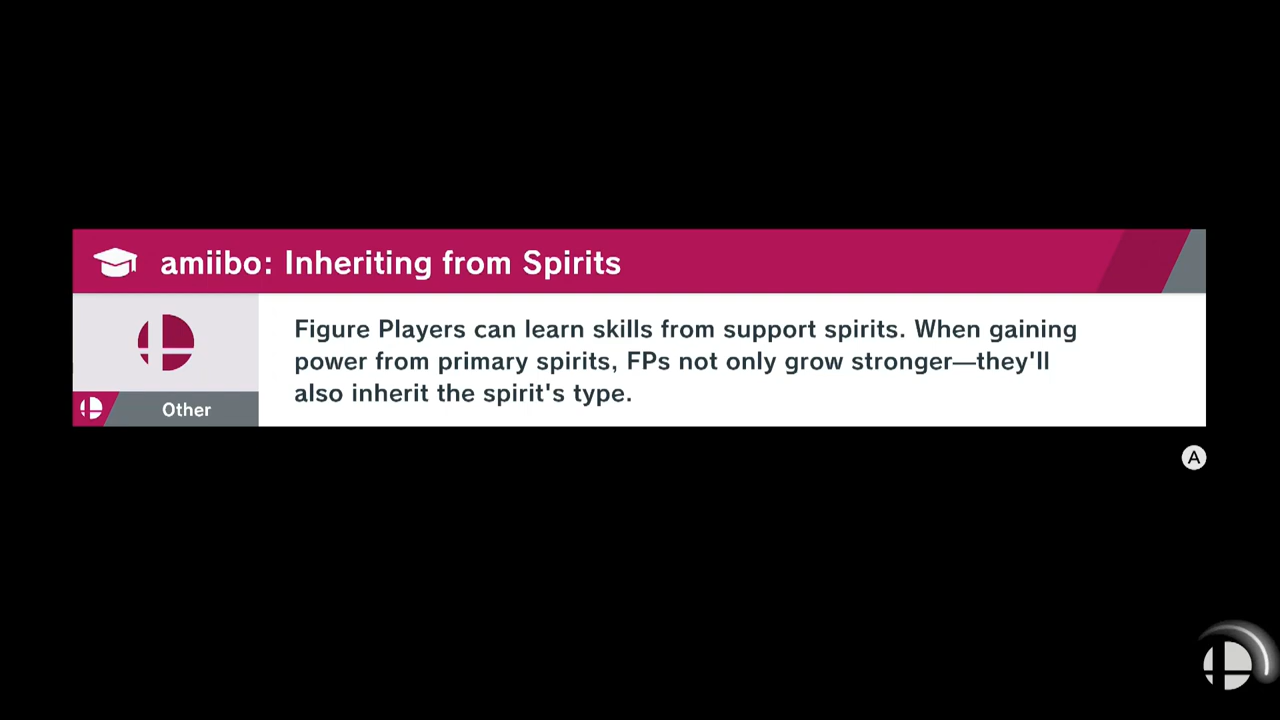 amiibo: Inheriting from Spirits
Figure Players can learn skills from support spirits. When gaining
power from primary spirits, FPs not only grow stronger—they'll
also inherit the spirit's type.
Other
A